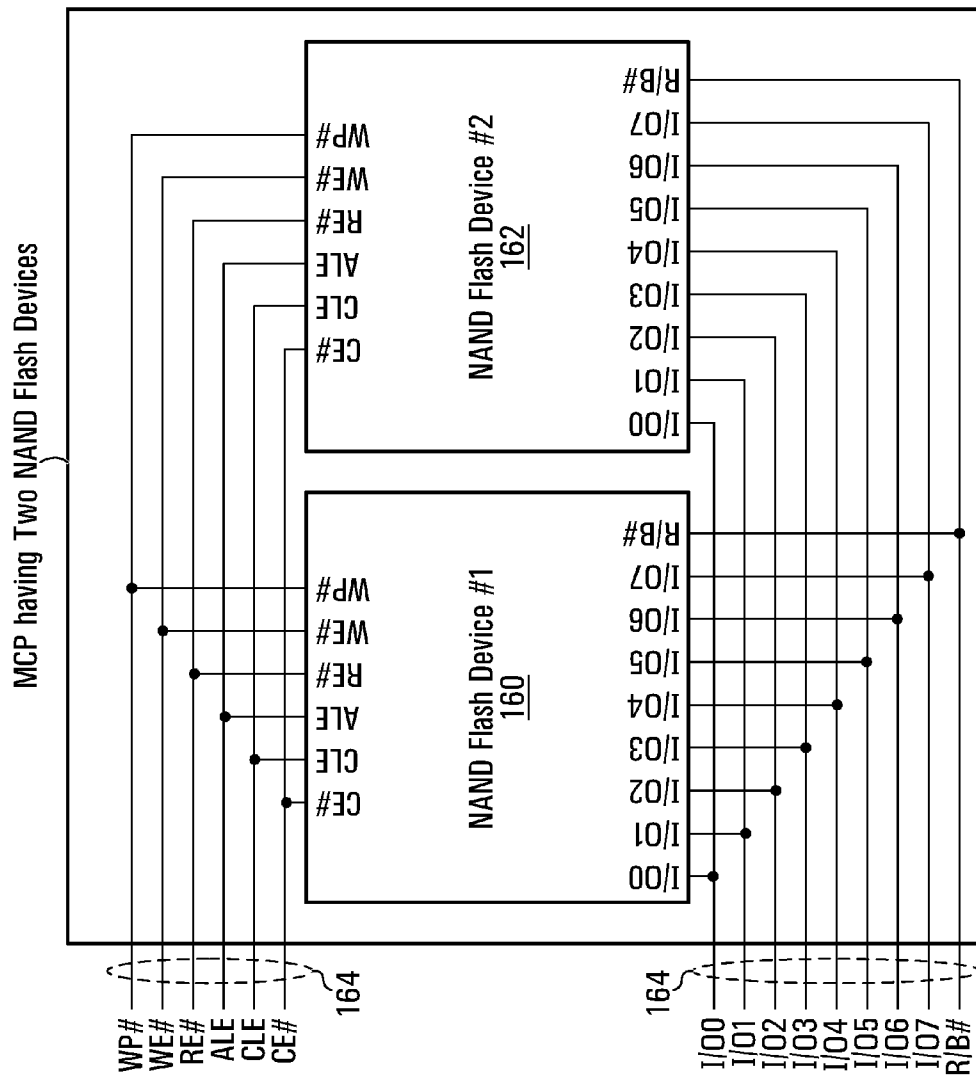 MCP having Two NAND Flash Devices
WP#
WE#
RE#
ALE
CLE
CE#
164
WP#
WE#
RE#
ALE
CLE
CE#
NAND Flash Device #1
160
I/O0
I/O1
I/O2
I/O3
I/O4
I/O5
I/O6
I/O7
R/B#
WP#
WE#
RE#
ALE
CLE
CE#
NAND Flash Device #2
162
I/O0
I/O1
I/O2
I/O3
I/O4
I/O5
I/O6
I/O7
R/B#
164
I/O0
I/O1
I/O2
I/O3
I/O4
I/O5
I/O6
I/O7
R/B#